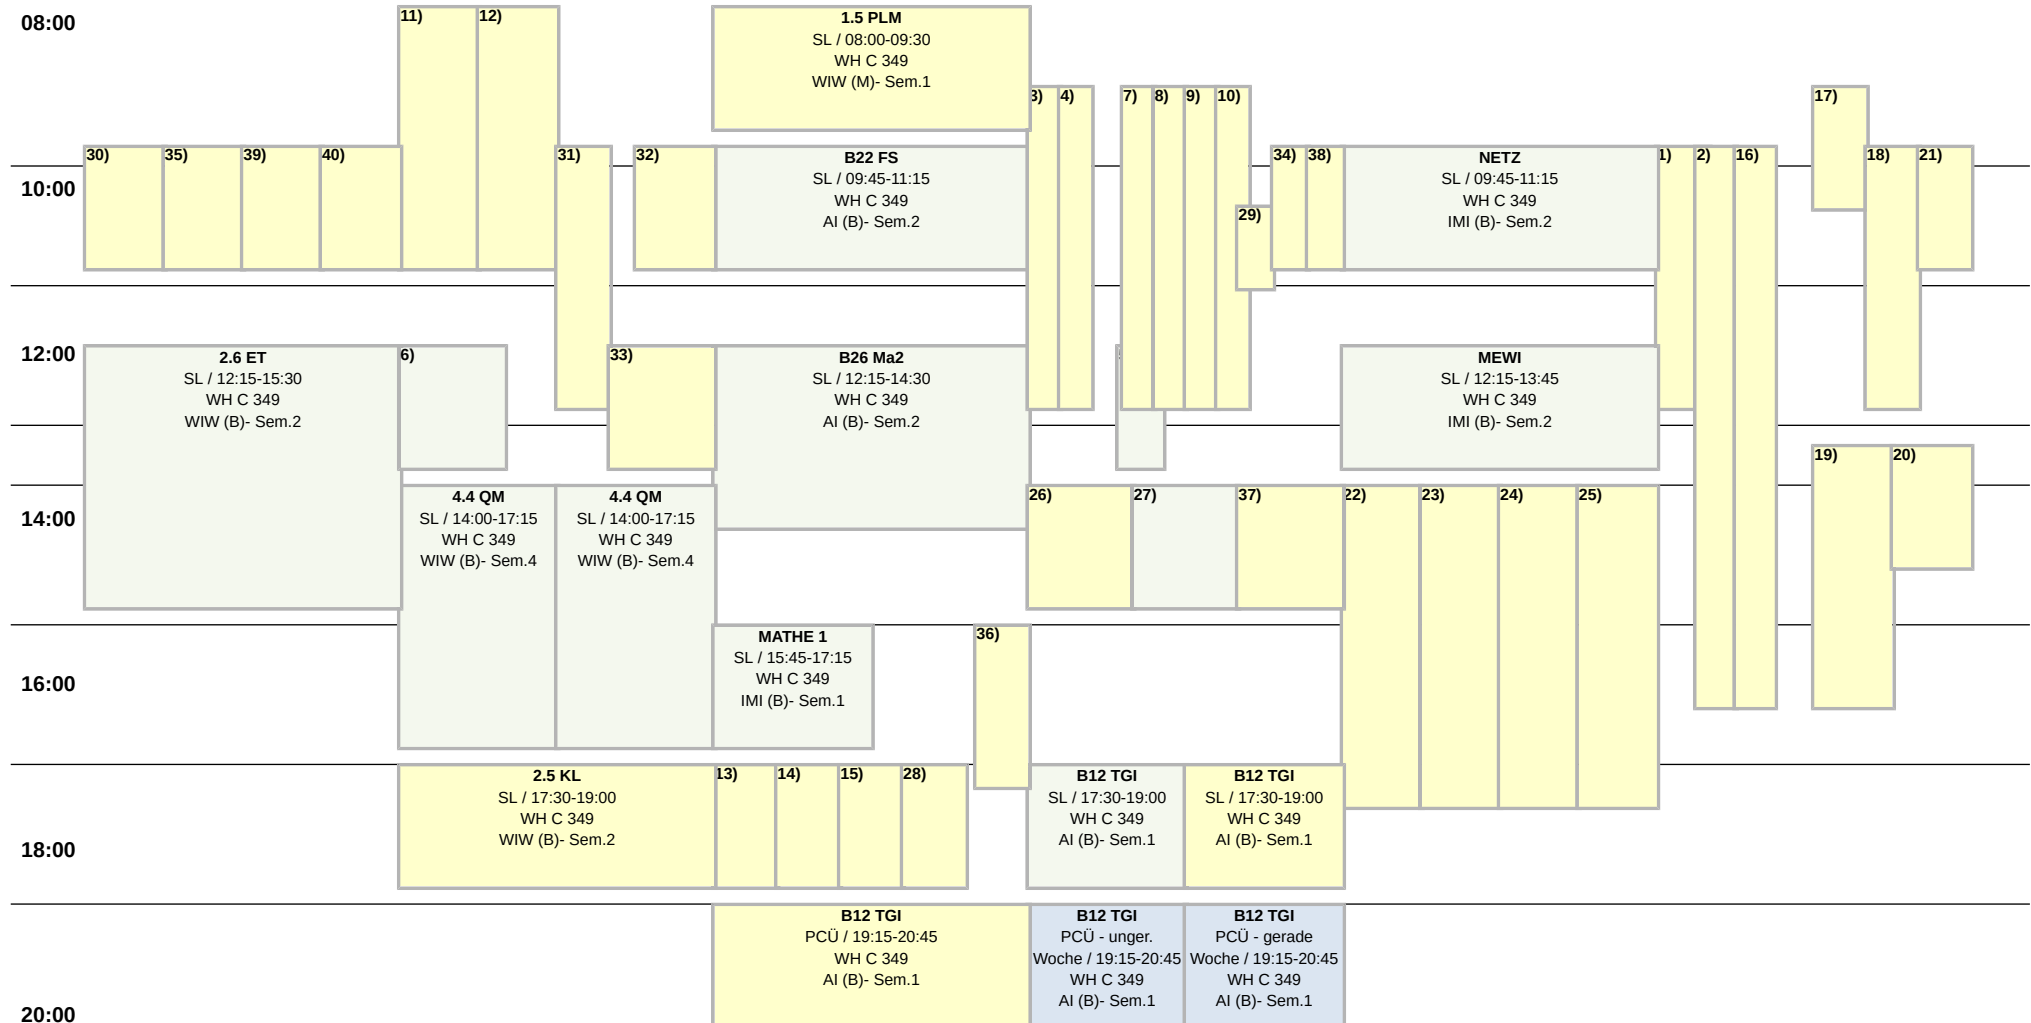 08:00
11)
12)
1.5 PLM
SL / 08:00-09:30
WH C 349
WIW (M)- Sem.1
3)
4)
7)
8)
9)
10)
17)
30)
35)
39)
40)
31)
32)
B22 FS
SL / 09:45-11:15
WH C 349
AI (B)- Sem.2
34)
38)
NETZ
SL / 09:45-11:15
WH C 349
IMI (B)- Sem.2
1)
2)
16)
18)
21)
10:00
29)
12:00
2.6 ET
SL / 12:15-15:30
WH C 349
WIW (B)- Sem.2
6)
33)
B26 Ma2
SL / 12:15-14:30
WH C 349
AI (B)- Sem.2
MEWI
SL / 12:15-13:45
WH C 349
IMI (B)- Sem.2
19)
20)
14:00
4.4 QM
SL / 14:00-17:15
WH C 349
WIW (B)- Sem.4
4.4 QM
SL / 14:00-17:15
WH C 349
WIW (B)- Sem.4
26)
27)
37)
22)
23)
24)
25)
16:00
MATHE 1
SL / 15:45-17:15
WH C 349
IMI (B)- Sem.1
36)
2.5 KL
SL / 17:30-19:00
WH C 349
WIW (B)- Sem.2
13)
14)
15)
28)
B12 TGI
SL / 17:30-19:00
WH C 349
AI (B)- Sem.1
B12 TGI
SL / 17:30-19:00
WH C 349
AI (B)- Sem.1
18:00
B12 TGI
PCÜ / 19:15-20:45
WH C 349
AI (B)- Sem.1
B12 TGI
PCÜ - unger.
Woche / 19:15-20:45
WH C 349
AI (B)- Sem.1
B12 TGI
PCÜ - gerade
Woche / 19:15-20:45
WH C 349
AI (B)- Sem.1
20:00